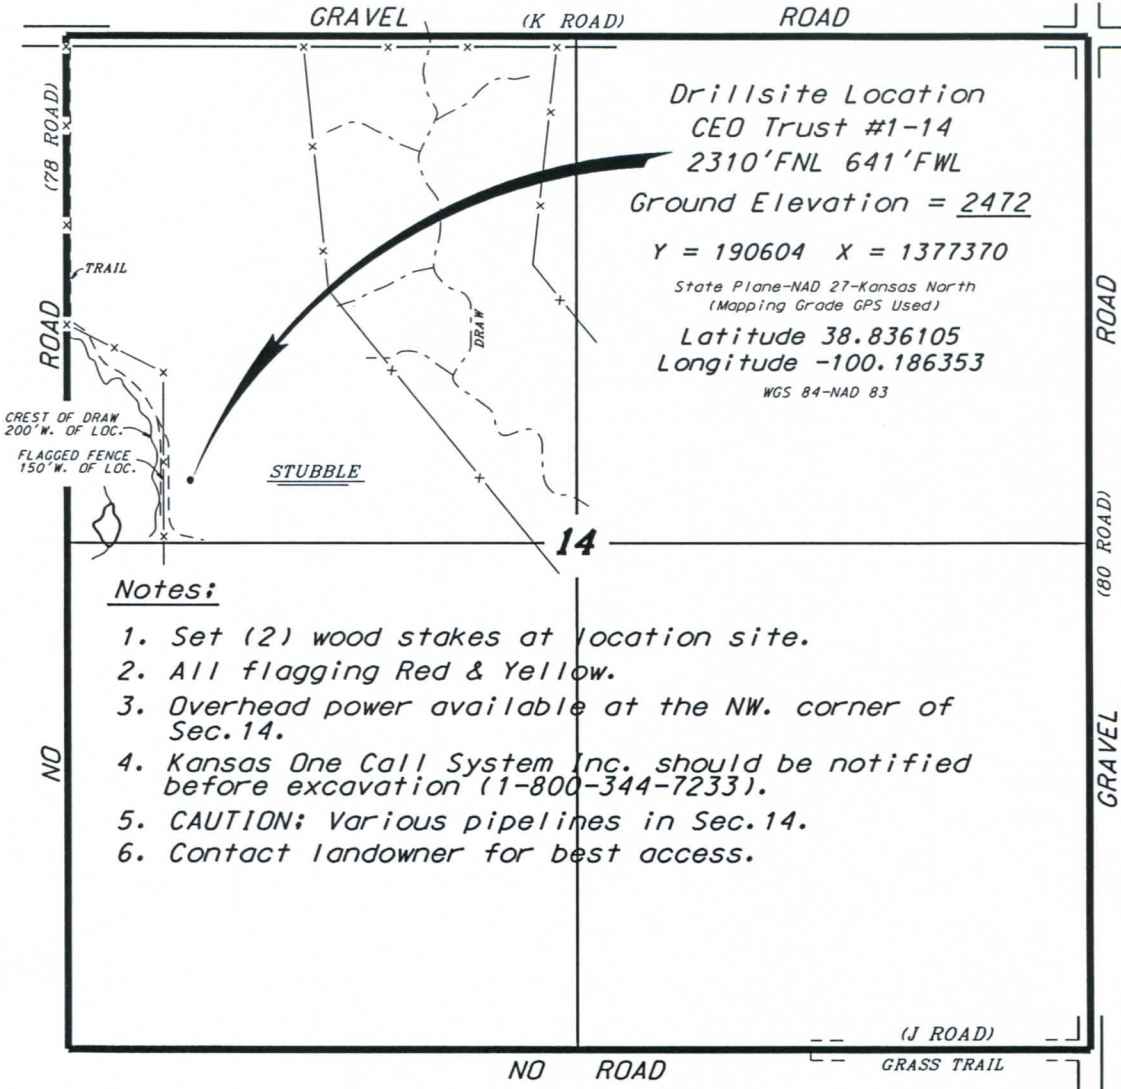 GRAVEL (K ROAD) ROAD
(78 ROAD)
ROAD
NO
TRAIL
Drillsite Location
CEO Trust #1-14
2310'FNL 641'FWL
Ground Elevation = 2472
Y = 190604 X = 1377370
State Plane-NAD 27-Kansas North
(Mapping Grade GPS Used)
Latitude 38.836105
Longitude -100.186353
WGS 84-NAD 83
DRAW
CREST OF DRAW
200'W. OF LOC.
FLAGGED FENCE
150'W. OF LOC.
STUBBLE
14
ROAD
(80 ROAD)
GRAVEL
Notes:
1. Set (2) wood stakes at location site.
2. All flagging Red & Yellow.
3. Overhead power available at the NW. corner of
Sec.14.
4. Kansas One Call System Inc. should be notified
before excavation (1-800-344-7233).
5. CAUTION: Various pipelines in Sec.14.
6. Contact landowner for best access.
(J ROAD)
NO ROAD
GRASS TRAIL